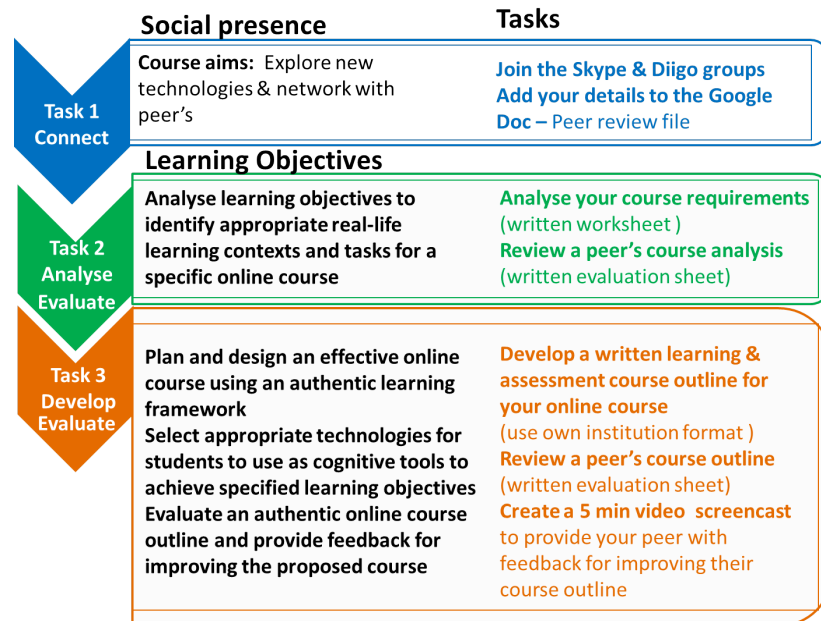 Social presence
Tasks
Task 1
Connect
Course aims: Explore new
technologies & network with
peer's
Join the Skype & Diigo groups
Add your details to the Google
Doc – Peer review file
Learning Objectives
Task 2
Analyse
Evaluate
Analyse learning objectives to
identify appropriate real-life
learning contexts and tasks for a
specific online course
Analyse your course requirements
(written worksheet )
Review a peer's course analysis
(written evaluation sheet)
Task 3
Develop
Evaluate
Plan and design an effective online
course using an authentic learning
framework
Select appropriate technologies for
students to use as cognitive tools to
achieve specified learning objectives
Evaluate an authentic online course
outline and provide feedback for
improving the proposed course
Develop a written learning &
assessment course outline for
your online course
(use own institution format )
Review a peer's course outline
(written evaluation sheet)
Create a 5 min video screencast
to provide your peer with
feedback for improving their
course outline